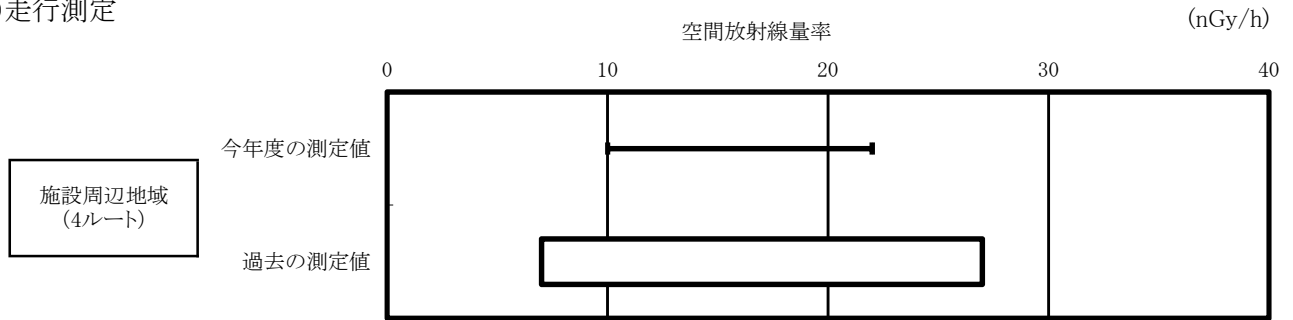 走行測定
(nGy/h)
空間放射線量率
0 10 20 30 40
今年度の測定値
施設周辺地域
(4ルート)
過去の測定値